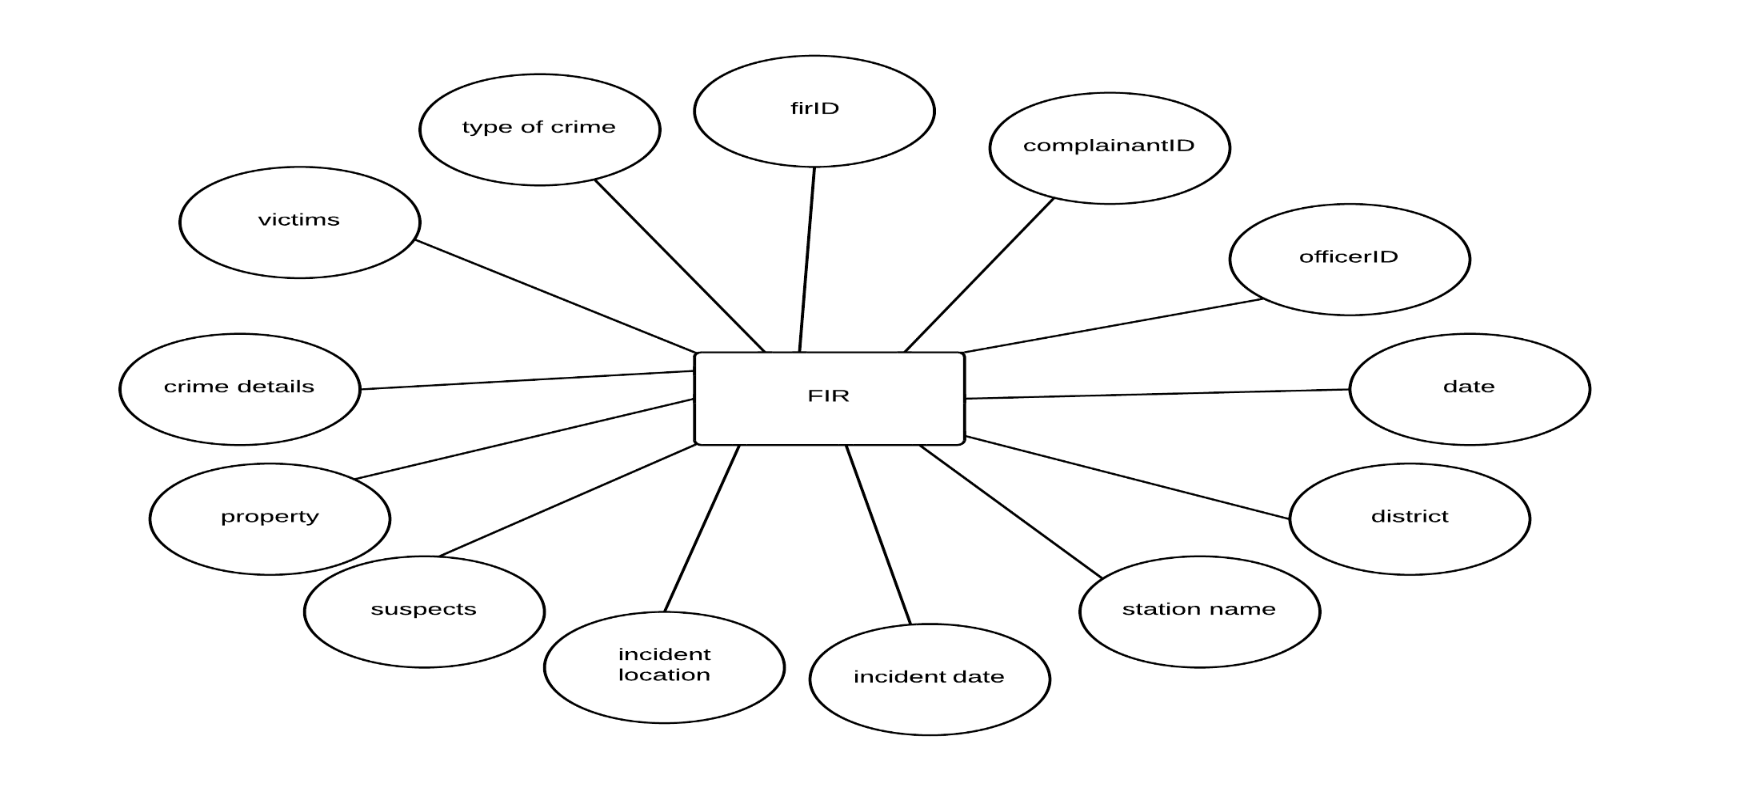 firID
type of crime
complainantID
victims
officerID
crime details
FIR
date
property
district
suspects
station name
incident
location
incident date